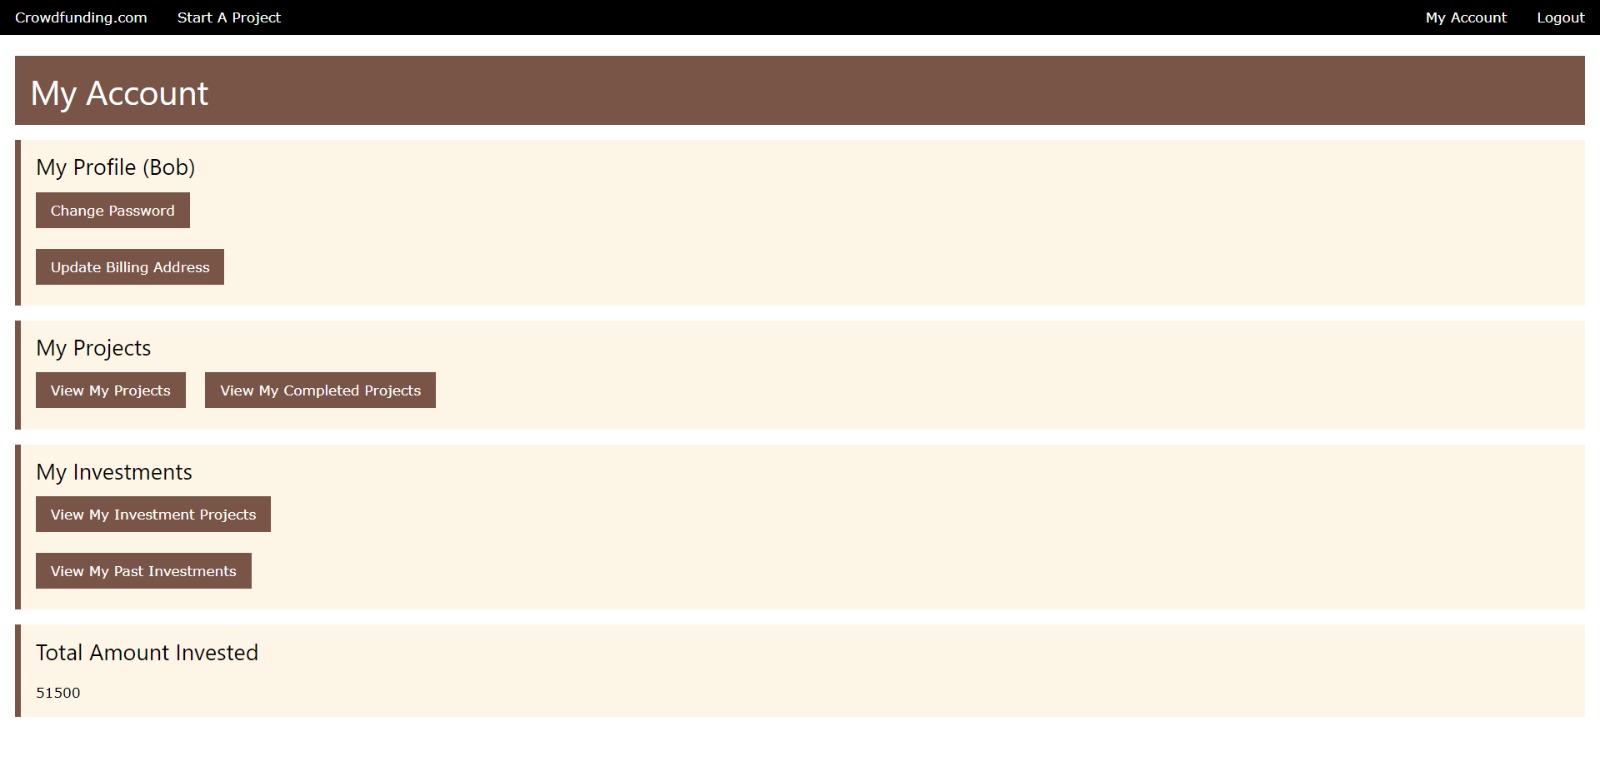 Crowdfunding.com Start A Project My Account Logout
My Account
My Profile (Bob)
Change Password
Update Billing Address
My Projects
View My Projects View My Completed Projects
My Investments
View My Investment Projects
View My Past Investments
Total Amount Invested
51500